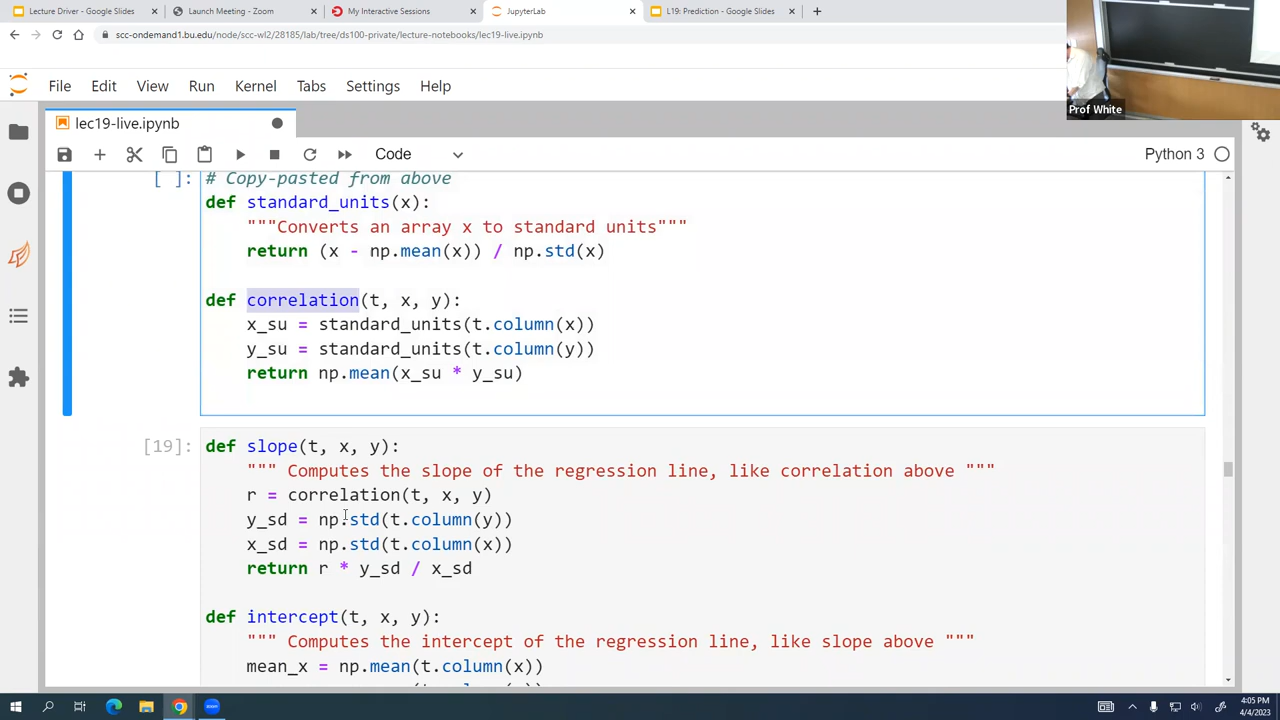 Lecture Driver - Google Slides
Launch Meeting - Zoom
My Interactive Sessions
JupyterLab
L19: Prediction - Google Slides
scc-ondemand1.bu.edu/node/scc-wl2/28185/lab/tree/ds100-private/lecture-notebooks/lec19-live.ipynb
Prof White
File Edit View Run Kernel Tabs Settings Help
lec19-live.ipynb
Code
Python 3
[ ]:
# Copy-pasted from above
def standard_units(x):
"""Converts an array x to standard units"""
return (x - np.mean(x)) / np.std(x)
def correlation(t, x, y):
x_su = standard_units(t.column(x))
y_su = standard_units(t.column(y))
return np.mean(x_su * y_su)
[19]:
def slope(t, x, y):
""" Computes the slope of the regression line, like correlation above """
r = correlation(t, x, y)
y_sd = np.std(t.column(y))
x_sd = np.std(t.column(x))
return r * y_sd / x_sd
def intercept(t, x, y):
""" Computes the intercept of the regression line, like slope above """
mean_x = np.mean(t.column(x))
4:05 PM
4/4/2023